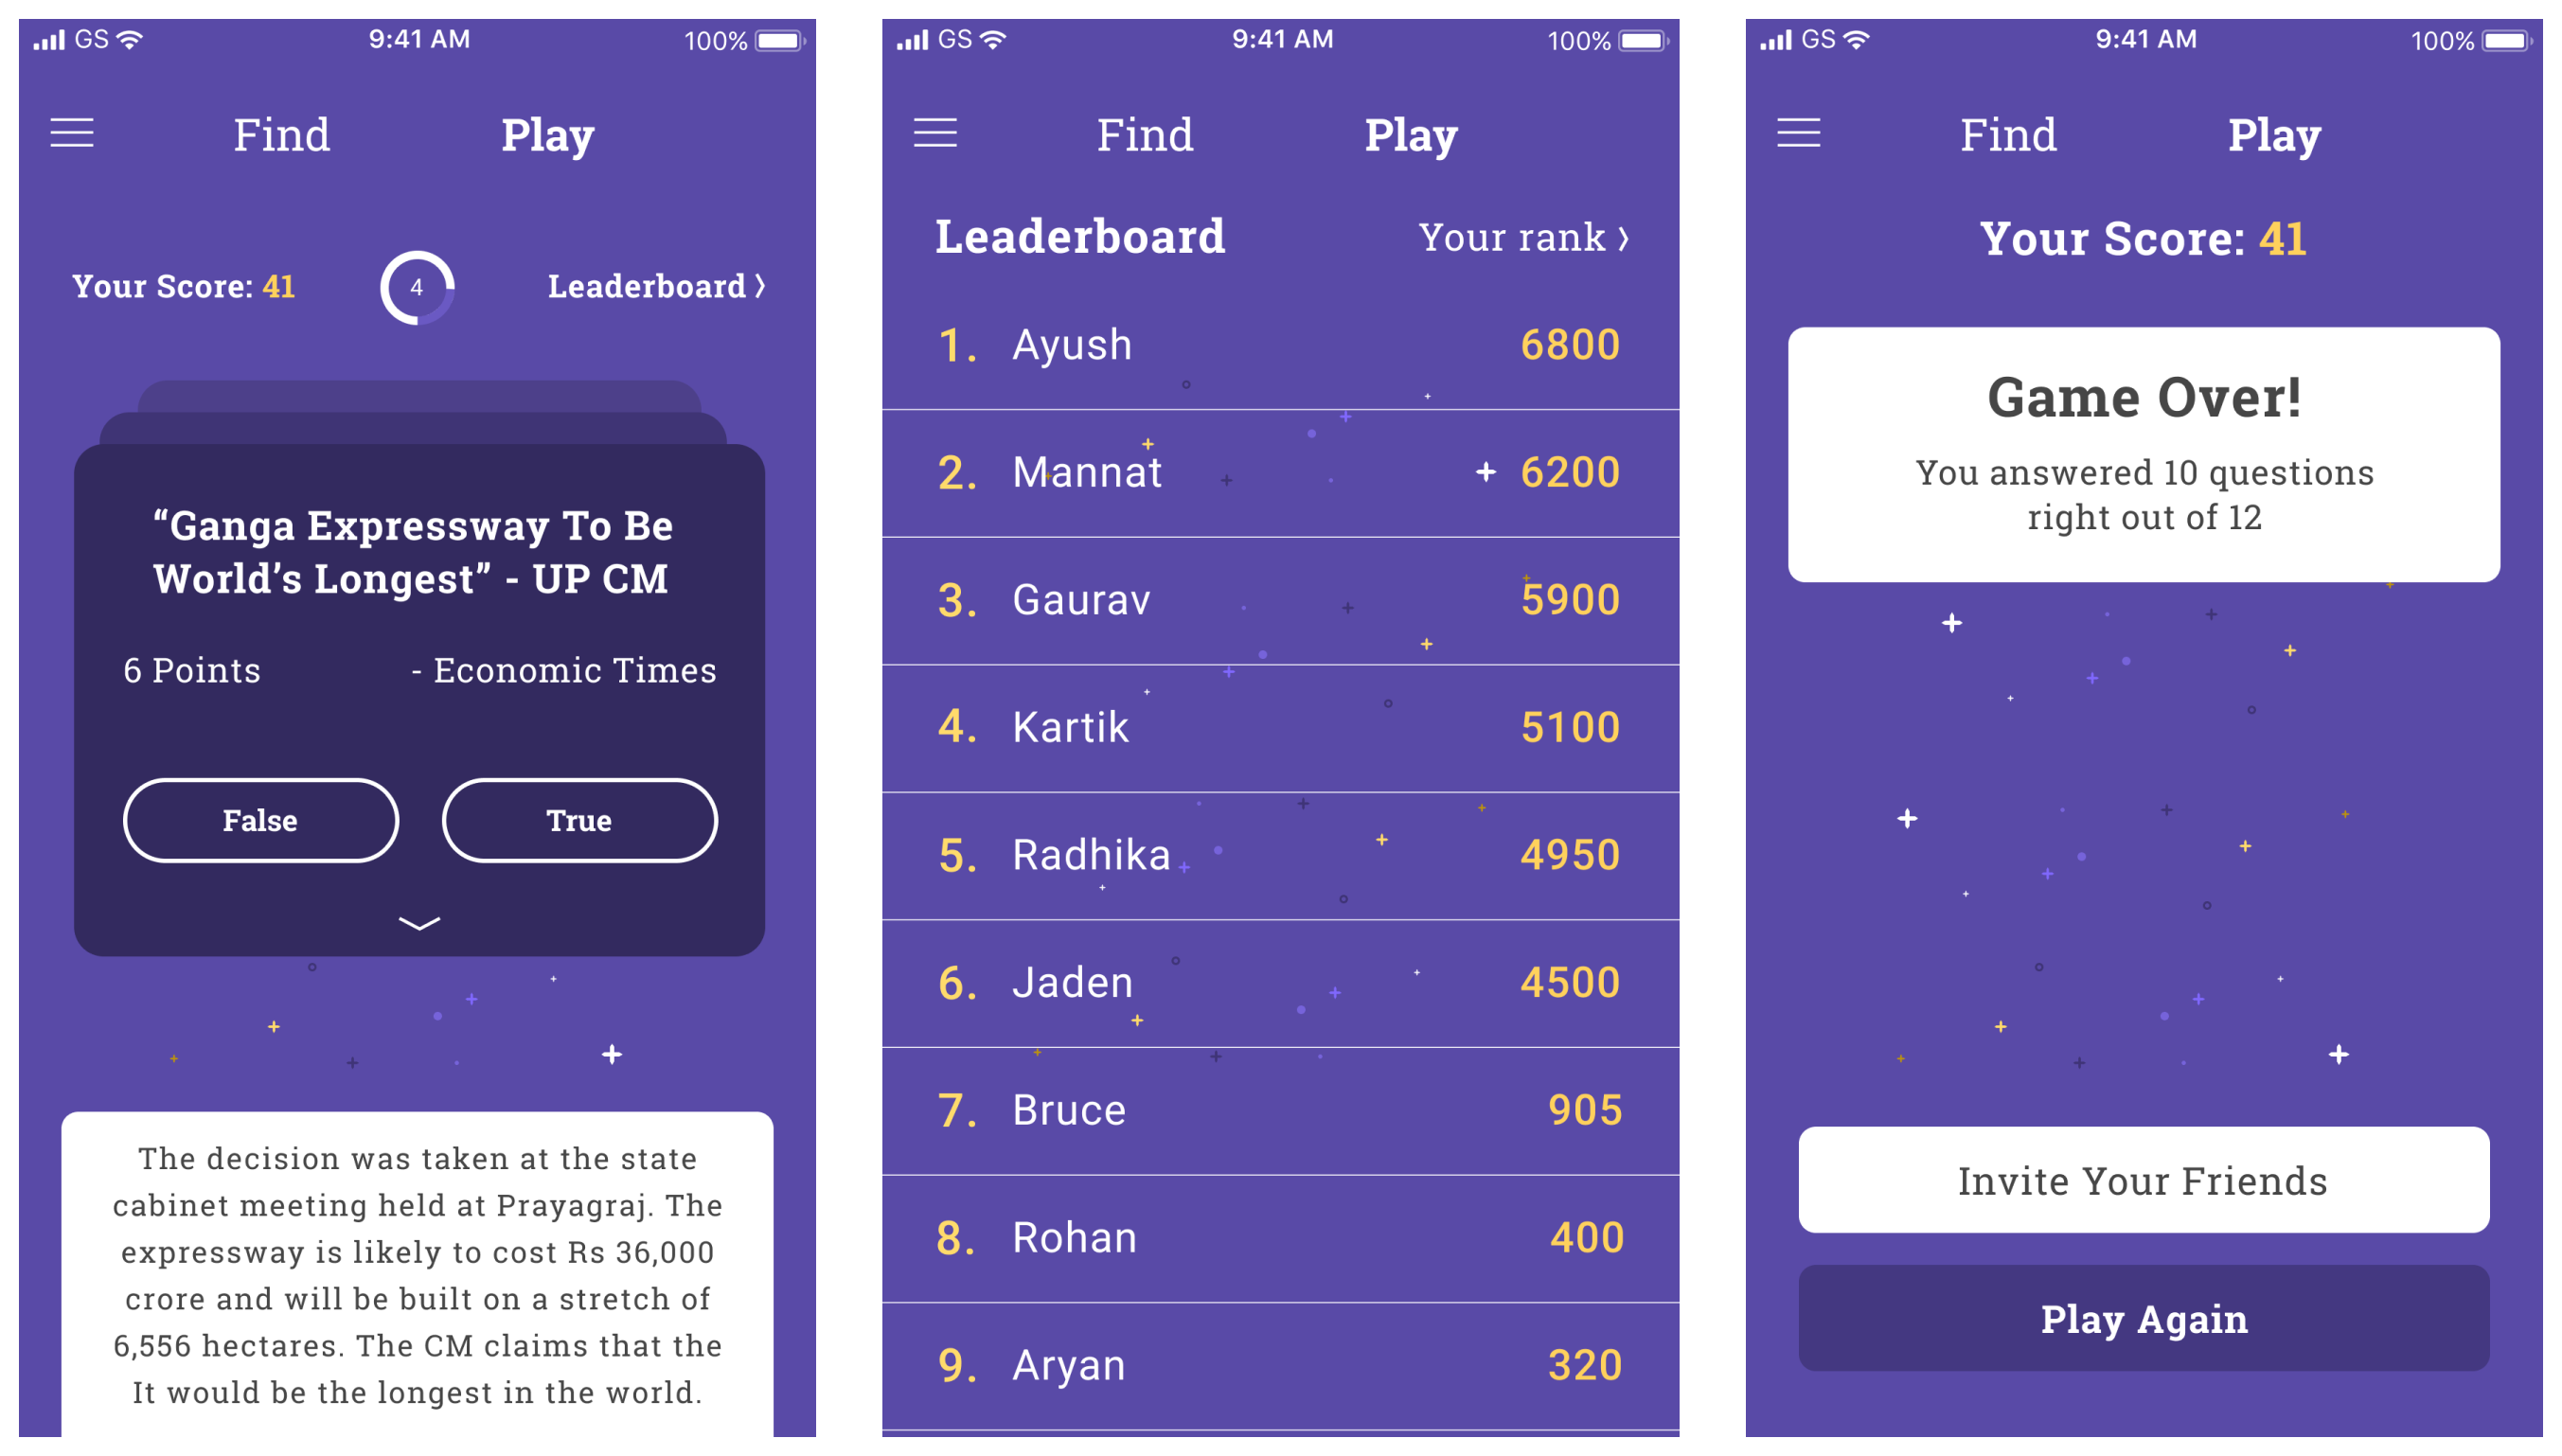 GS 9:41 AM 100%
Find Play
Your Score: 41 4 Leaderboard
“Ganga Expressway To Be
World’s Longest” - UP CM
6 Points - Economic Times
False True
The decision was taken at the state
cabinet meeting held at Prayagraj. The
expressway is likely to cost Rs 36,000
crore and will be built on a stretch of
6,556 hectares. The CM claims that the
It would be the longest in the world.
GS 9:41 AM 100%
Find Play
Leaderboard Your rank
1. Ayush 6800
2. Mannat 6200
3. Gaurav 5900
4. Kartik 5100
5. Radhika 4950
6. Jaden 4500
7. Bruce 905
8. Rohan 400
9. Aryan 320
GS 9:41 AM 100%
Find Play
Your Score: 41
Game Over!
You answered 10 questions
right out of 12
Invite Your Friends
Play Again